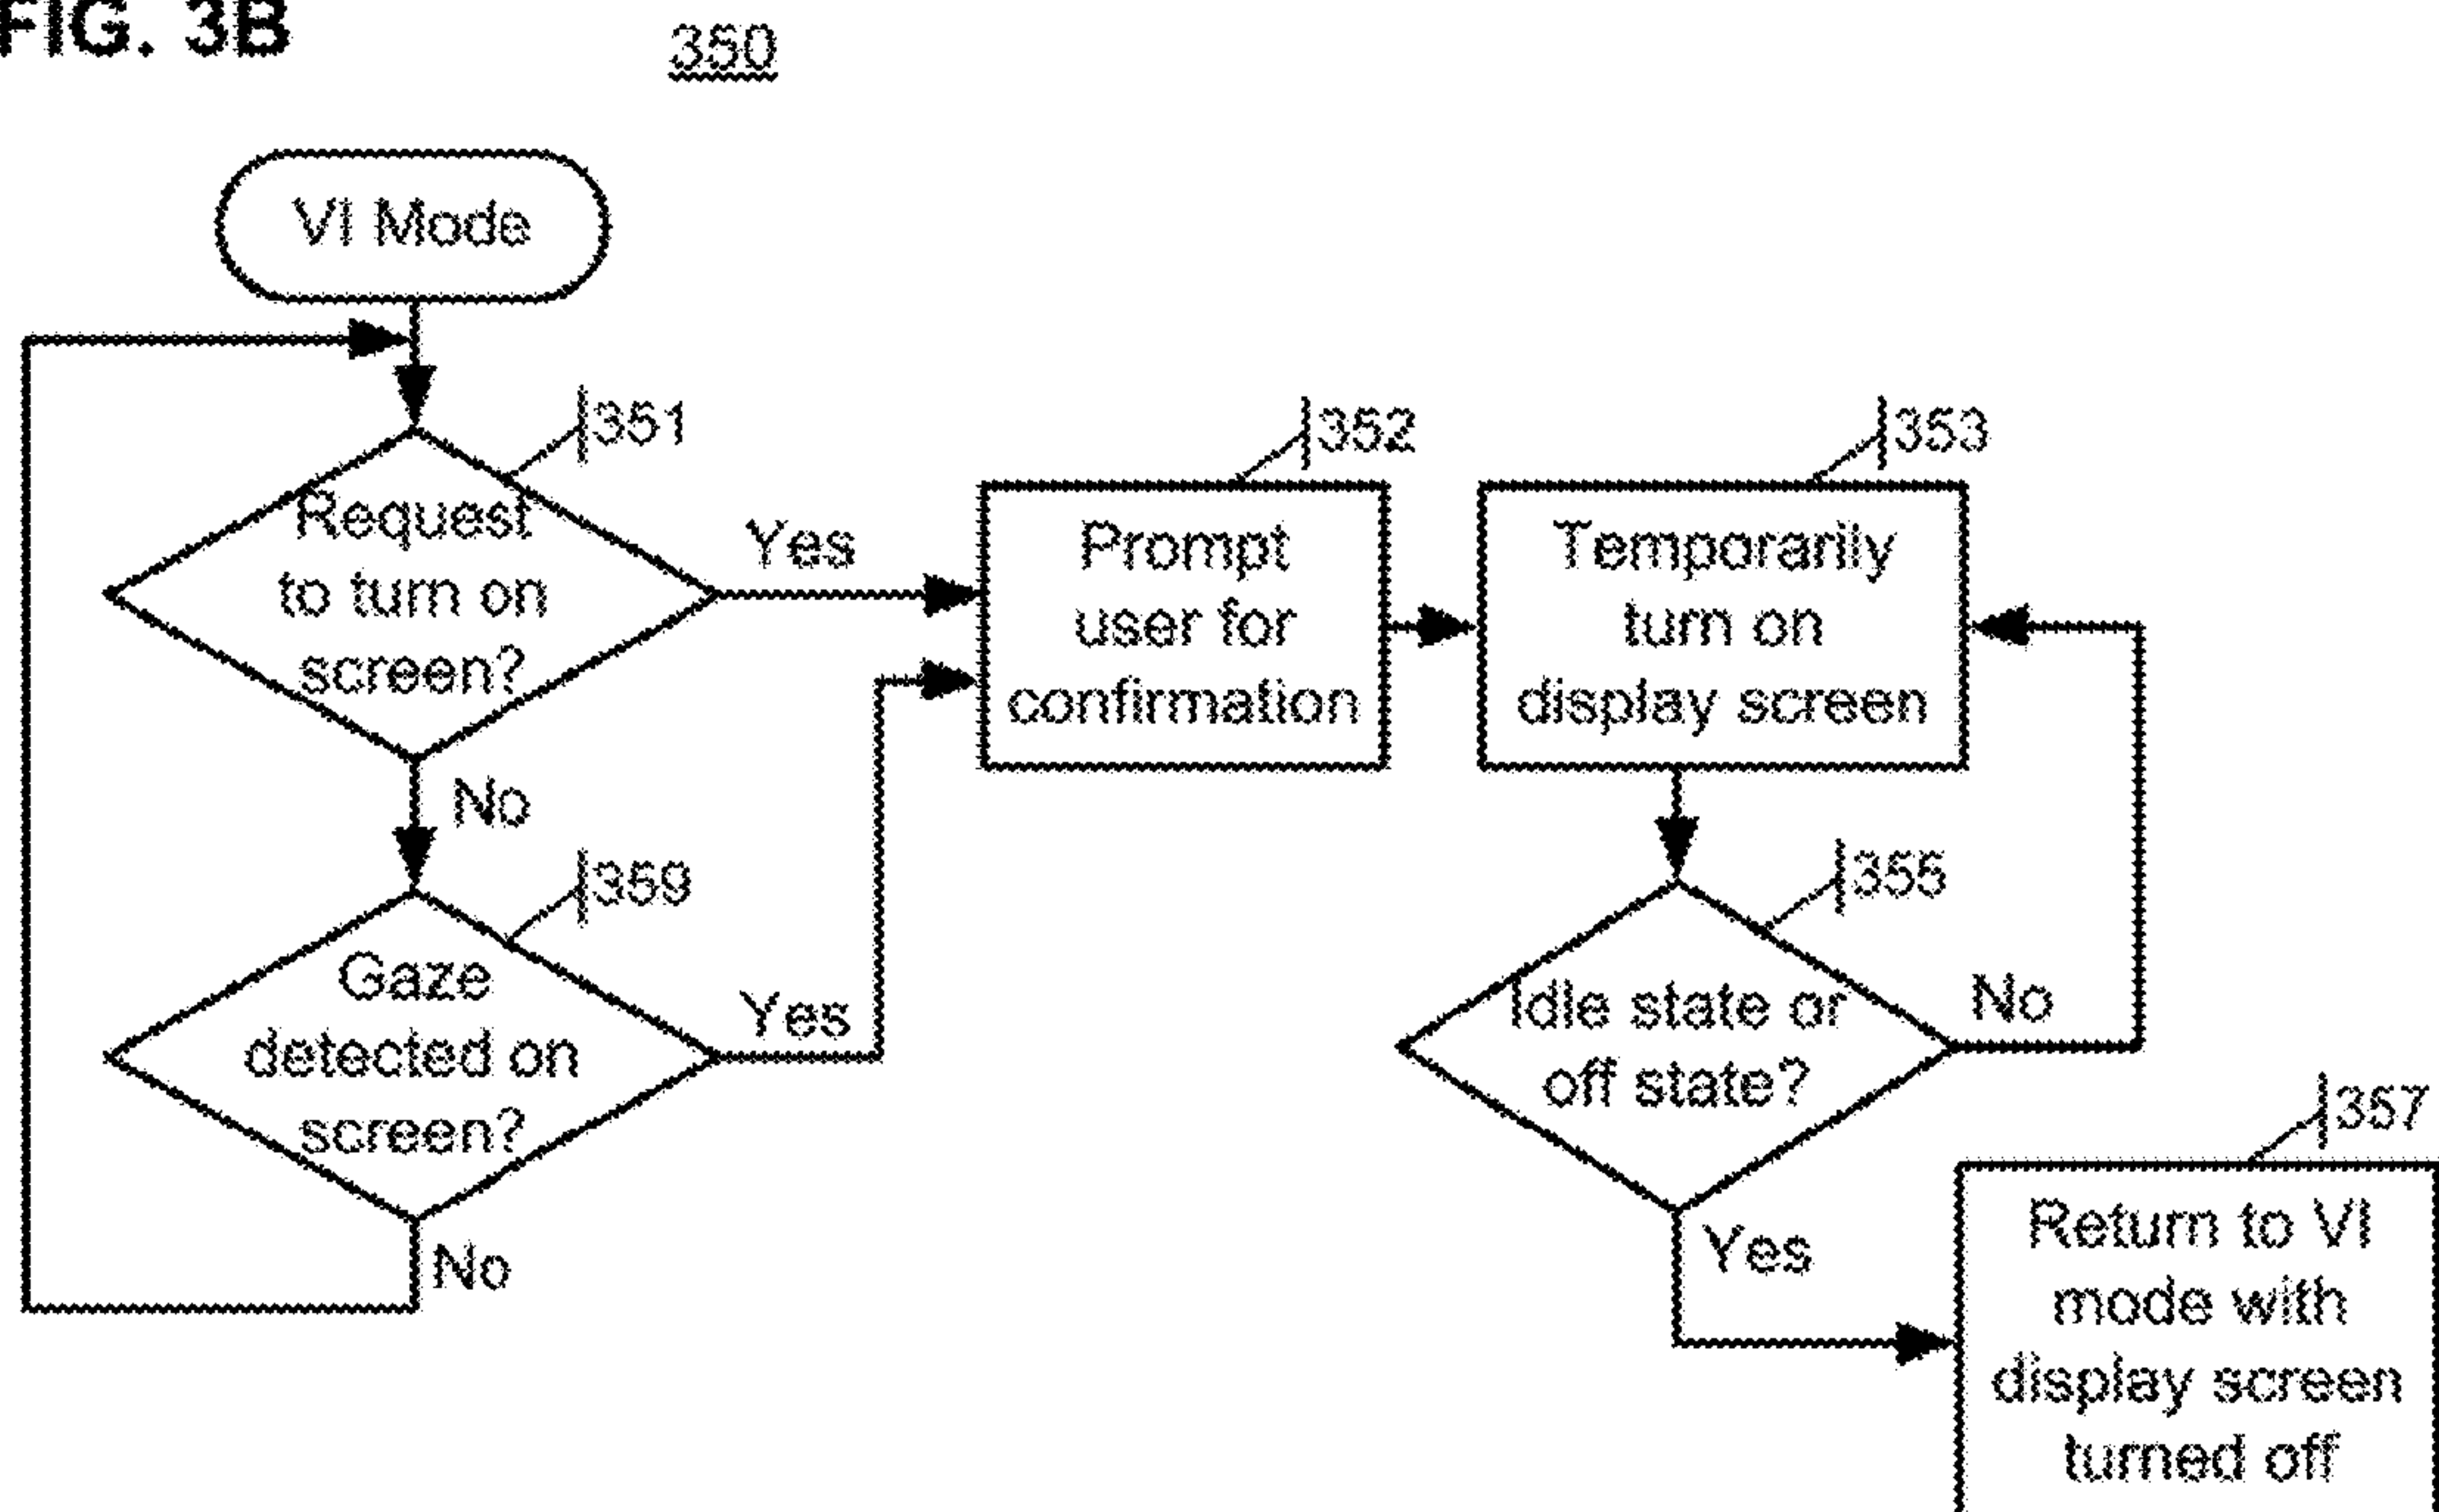 FIG. 3B
350
VI Mode
351
Request
to turn on
screen?
Yes
No
352
Prompt
user for
confirmation
353
Temporarily
turn on
display screen
359
Gaze
detected on
screen?
Yes
No
355
Idle state or
off state?
No
Yes
357
Return to VI
mode with
display screen
turned off